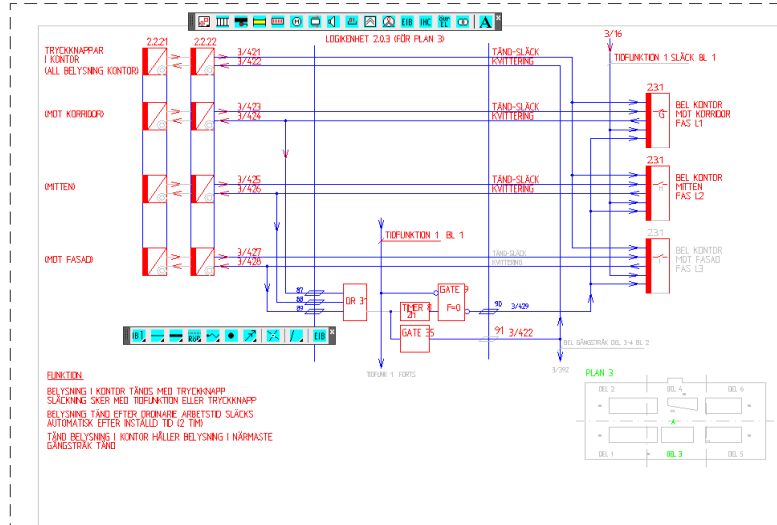 EIB IHC
A
3/16
LOGIKENHET 2.0.3 (FÖR PLAN 3)
TRYCKKNAPPAR
I KONTOR
(ALL BELYSNING KONTOR)
2.2.21 2.2.22
3/421
3/422
TÄND-SLÄCK
KVITTERING
TIDFUNKTION 1 SLÄCK BL 1
(MOT KORRIDOR)
3/423
3/424
TÄND-SLÄCK
KVITTERING
2.3.1
G
BEL KONTOR
MOT KORRIDOR
FAS L1
(MITTEN)
3/425
3/426
TÄND-SLÄCK
KVITTERING
2.3.1
H
BEL KONTOR
MITTEN
FAS L2
TIDFUNKTION 1 BL 1
(MOT FASAD)
3/427
3/428
TÄND-SLÄCK
KVITTERING
2.3.1
I
BEL KONTOR
MOT FASAD
FAS L3
87
88
89
OR 31
TIMER 8
2H
GATE 9
F=0
90 3/429
GATE 35
91 3/422
BEL GÅNGSTRÅK DEL 3-4 BL 2
EIB
TIDFUNK 1 FORTS.
3/392
FUNKTION
BELYSNING I KONTOR TÄNDS MED TRYCKKNAPP
SLÄCKNING SKER MED TIDFUNKTION ELLER TRYCKKNAPP
BELYSNING TÄND EFTER ORDINARIE ARBETSTID SLÄCKS
AUTOMATISK EFTER INSTÄLLD TID (2 TIM)
TÄND BELYSNING I KONTOR HÅLLER BELYSNING I NÄRMASTE
GÅNGSTRÅK TÄND
PLAN 3
DEL 2 DEL 4 DEL 6
A
DEL 1 DEL 3 DEL 5